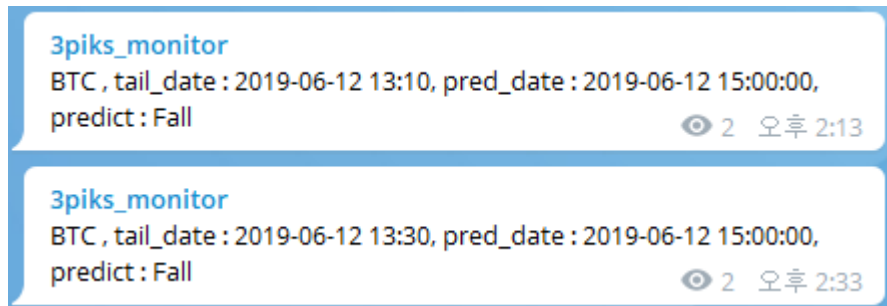 3piks_monitor
BTC , tail_date : 2019-06-12 13:10, pred_date : 2019-06-12 15:00:00,
predict : Fall
2 오후 2:13
3piks_monitor
BTC , tail_date : 2019-06-12 13:30, pred_date : 2019-06-12 15:00:00,
predict : Fall
2 오후 2:33